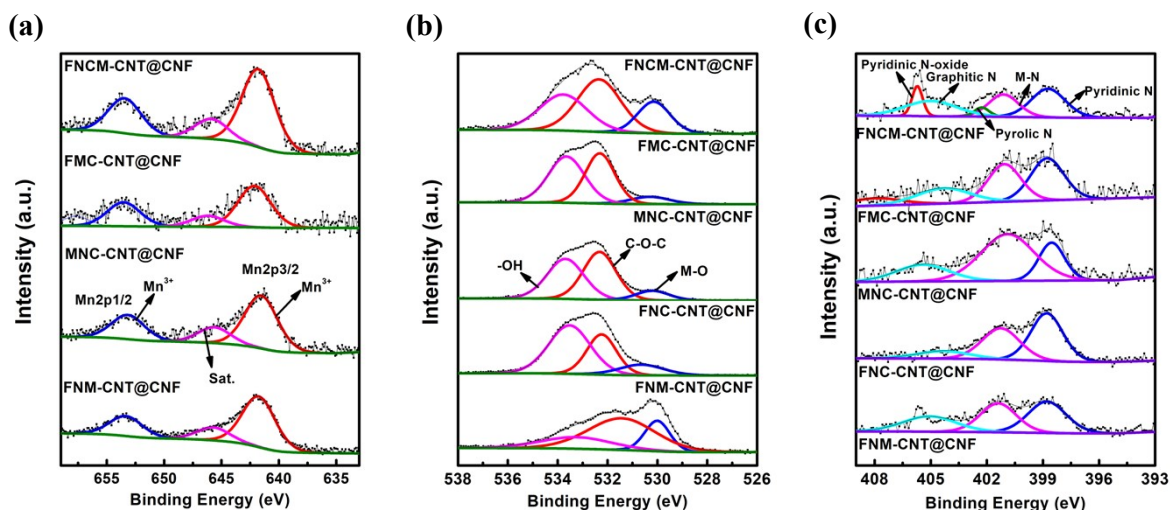 (a)
FNCM-CNT@CNF
FMC-CNT@CNF
MNC-CNT@CNF
Mn2p3/2
Mn2p1/2
Mn3+
Mn3+
Sat.
FNM-CNT@CNF
Intensity (a.u.)
655 650 645 640 635
Binding Energy (eV)
(b)
FNCM-CNT@CNF
FMC-CNT@CNF
MNC-CNT@CNF
C-O-C
-OH
M-O
FNC-CNT@CNF
FNM-CNT@CNF
Intensity (a.u.)
538 536 534 532 530 528 526
Binding Energy (eV)
(c)
Pyridinic N-oxide
Graphitic N
M-N
Pyridinic N
Pyrolic N
FNCM-CNT@CNF
FMC-CNT@CNF
MNC-CNT@CNF
FNC-CNT@CNF
FNM-CNT@CNF
Intensity (a.u.)
408 405 402 399 396 393
Binding Energy (eV)